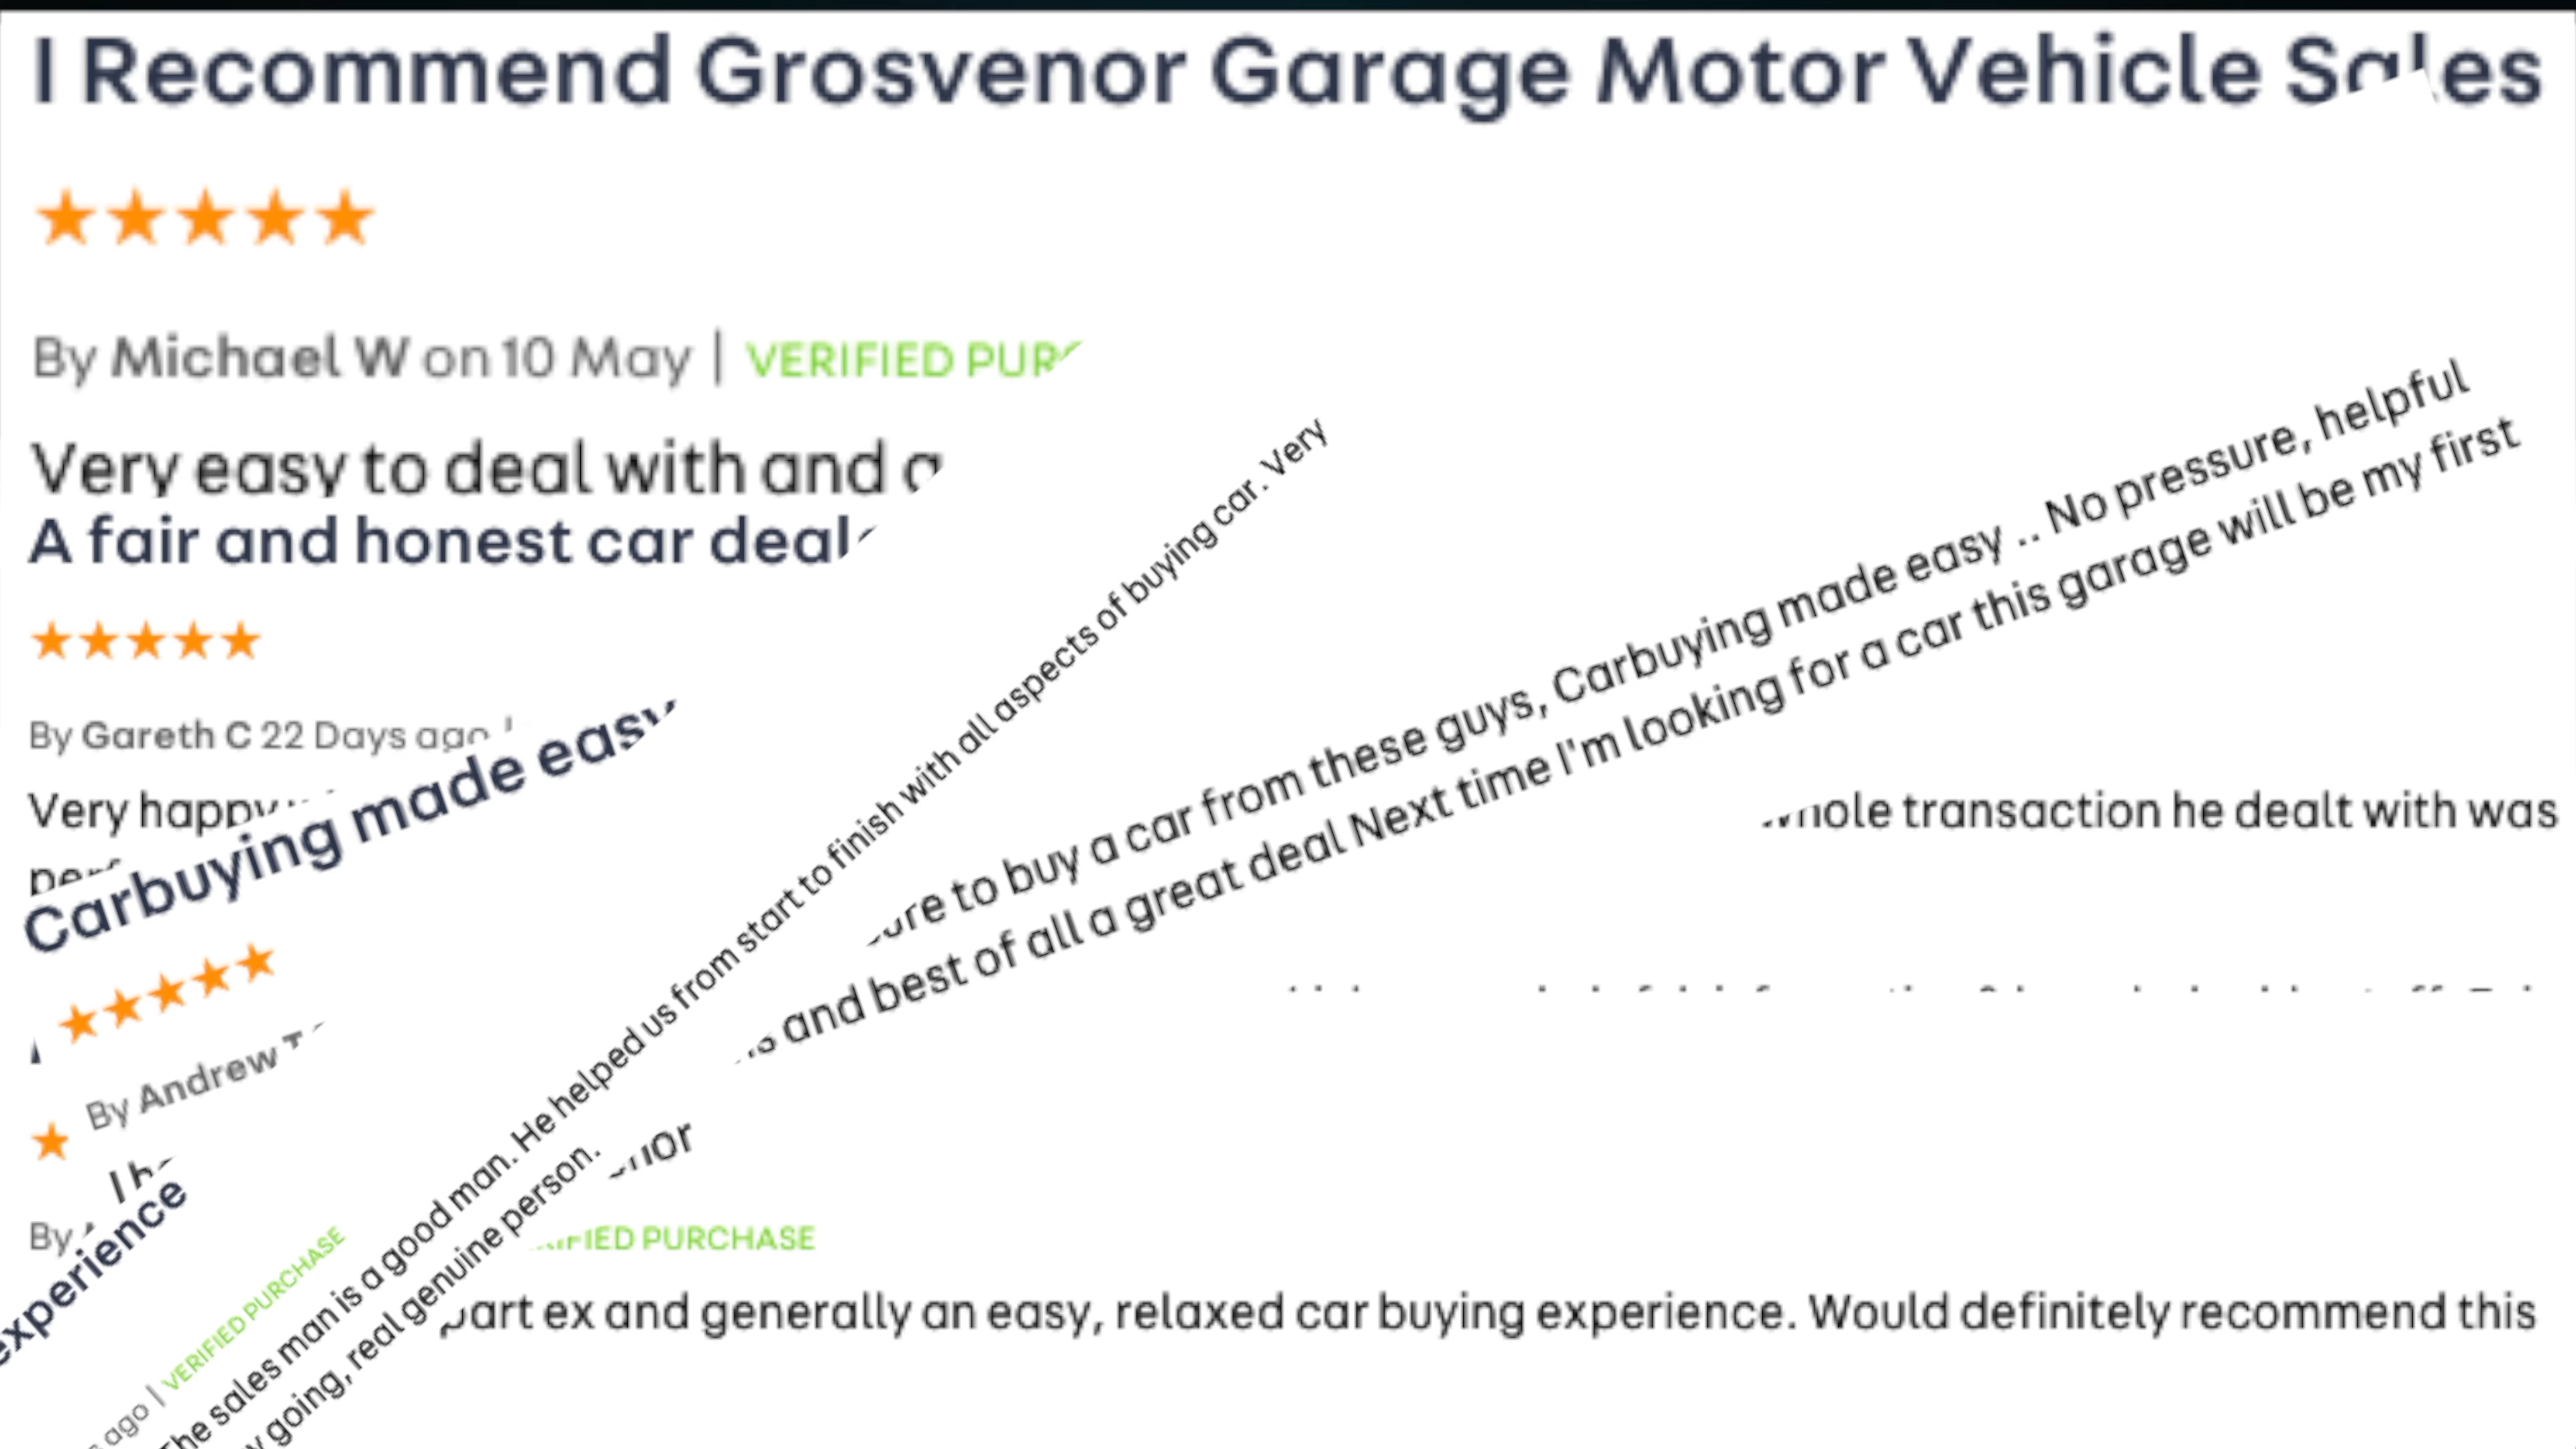 I Recommend Grosvenor Garage Motor Vehicle Sales
By Michael W on 10 May | VERIFIED
Very easy to deal with and
A fair and honest car
By Gareth C 22 Days ago
Very happy
whole transaction he dealt with was
Carbuying made easy
By Andrew
to buy a car from these guys, Carbuying made easy .. No pressure, helpful
and best of all a great deal Next time I'm looking for a car this garage will be my first
By
PURCHASE
part ex and generally an easy, relaxed car buying experience. Would definitely recommend this
experience
ago | VERIFIED PURCHASE
The sales man is a good man. He helped us from start to finish with all aspects of buying car. Very
going, real genuine person.